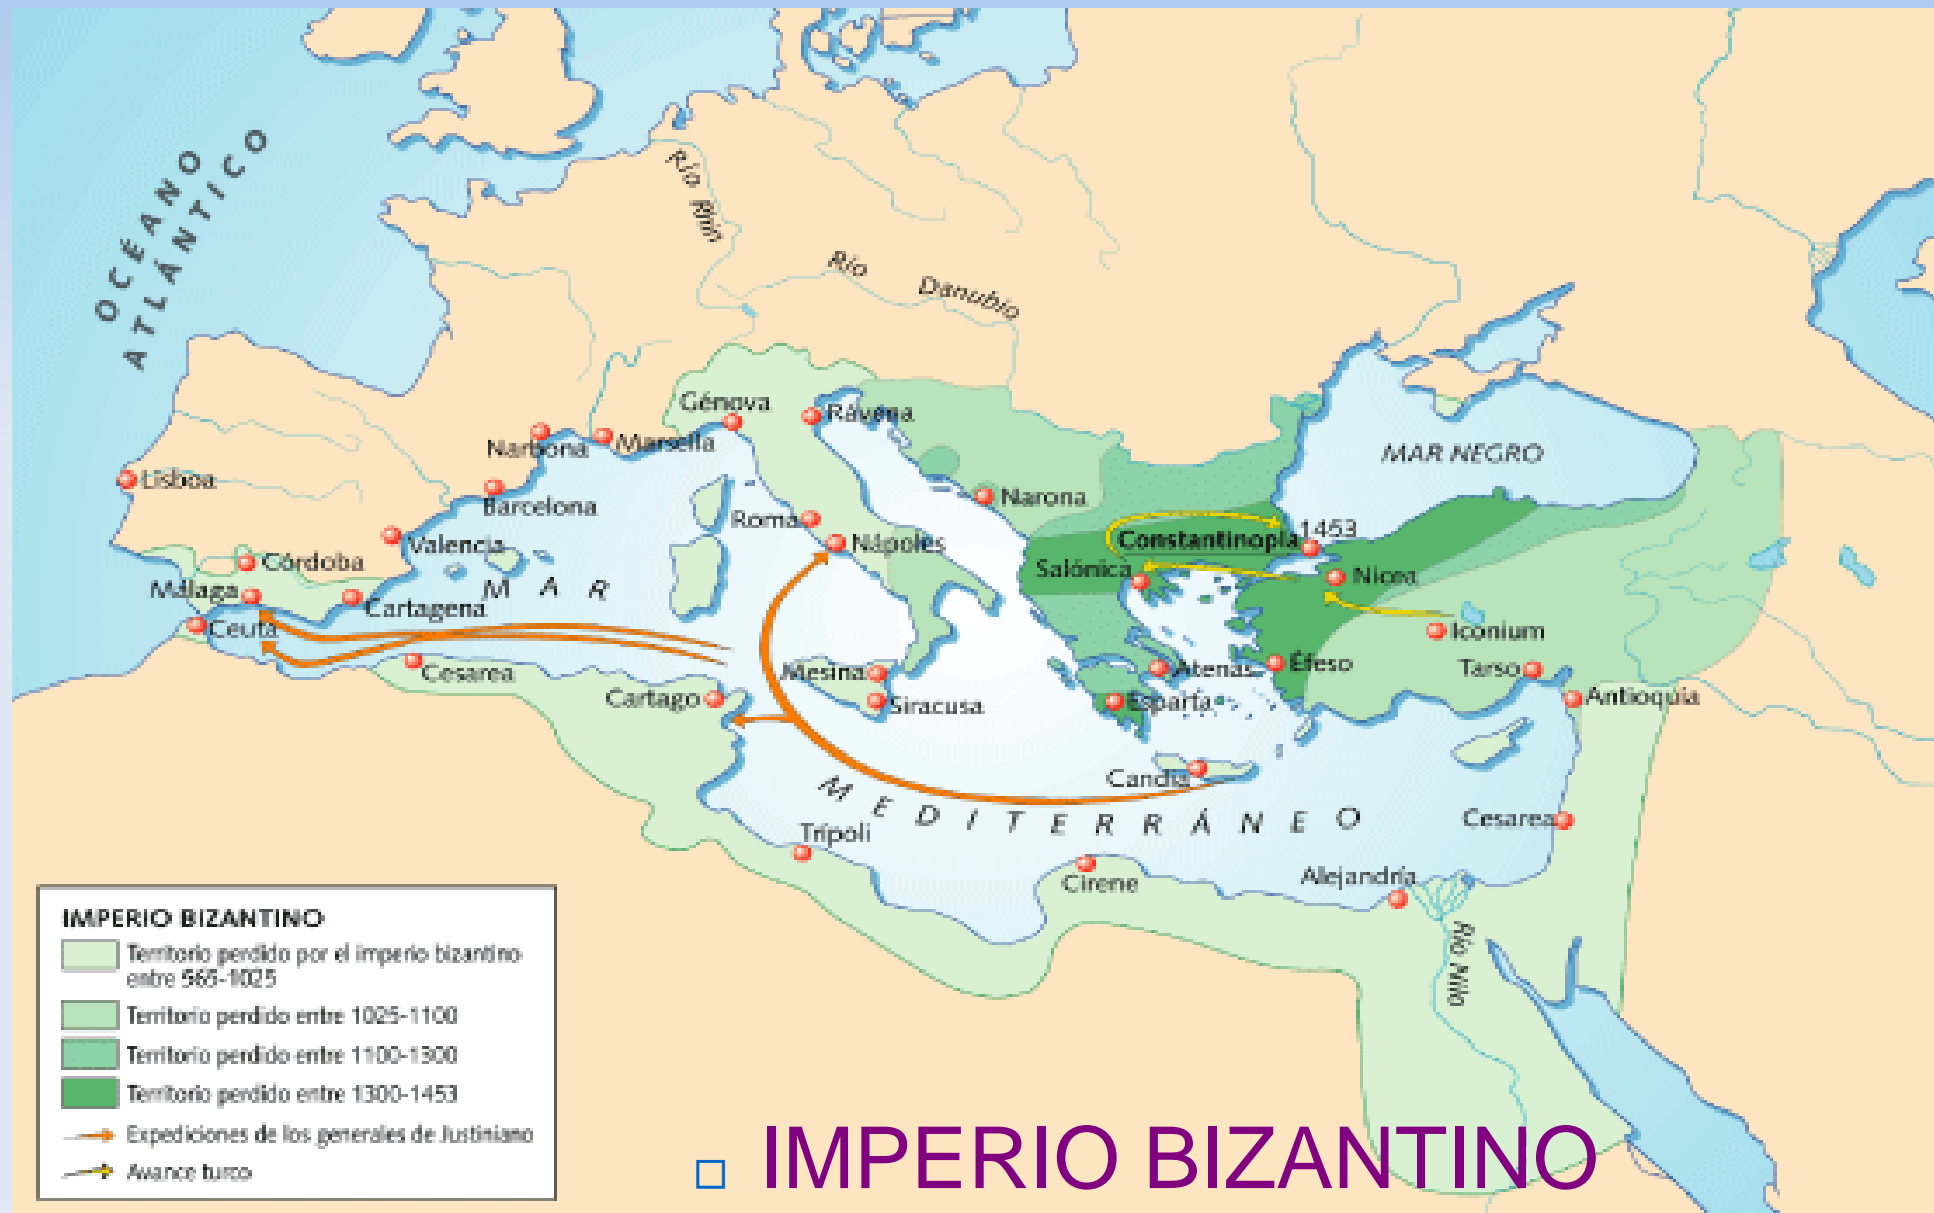 OCÉANO
ATLÁNTICO
Río Rhin
Río Danubio
Génova
Rávena
Narbona
Marsella
MAR NEGRO
Lisboa
Barcelona
Narona
Roma
1453
Valencia
Nápoles
Constantinopla
Córdoba
Salónica
Nicea
Málaga
MAR
Cartagena
Ceuta
Iconium
Cesarea
Mesina
Atenas
Éfeso
Tarso
Cartago
Siracusa
Esparta
Antioquía
Candia
MEDITERRÁNEO
Trípoli
Cesarea
Cirene
Alejandría
Río Nilo
IMPERIO BIZANTINO
Territorio perdido por el imperio bizantino
entre 565-1025
Territorio perdido entre 1025-1100
Territorio perdido entre 1100-1300
Territorio perdido entre 1300-1453
Expediciones de los generales de Justiniano
Avance turco
IMPERIO BIZANTINO